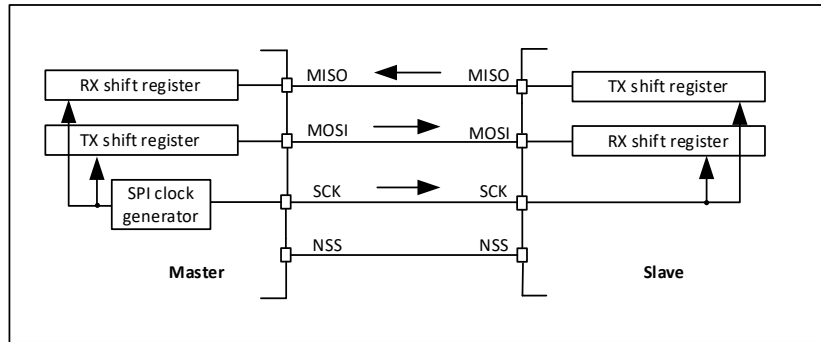 MISO MISO
RX shift register TX shift register
MOSI MOSI
TX shift register RX shift register
SPI clock
generator
SCK SCK
NSS NSS
Master Slave